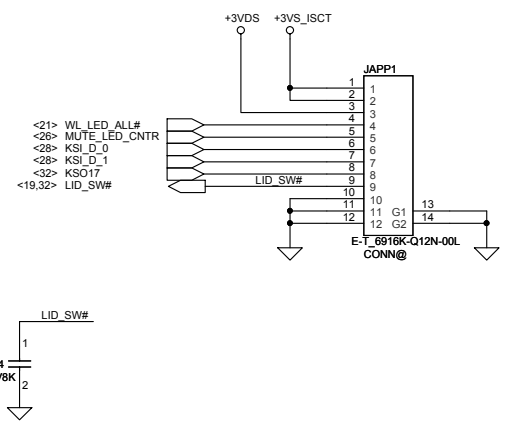 +3VDS +3VS_ISCT
JAPP1
1 1
2 2
3 3
<21> WL_LED_ALL# 4 4
<26> MUTE_LED_CNTR 5 5
<28> KSI_D_0 6 6
<28> KSI_D_1 7 7
<32> KSO17 8 8
<19,32> LID_SW# LID_SW# 9 9
10 10
11 11 G1 13
12 12 G2 14
E-T_6916K-Q12N-00L
CONN@
LID_SW#
1
2